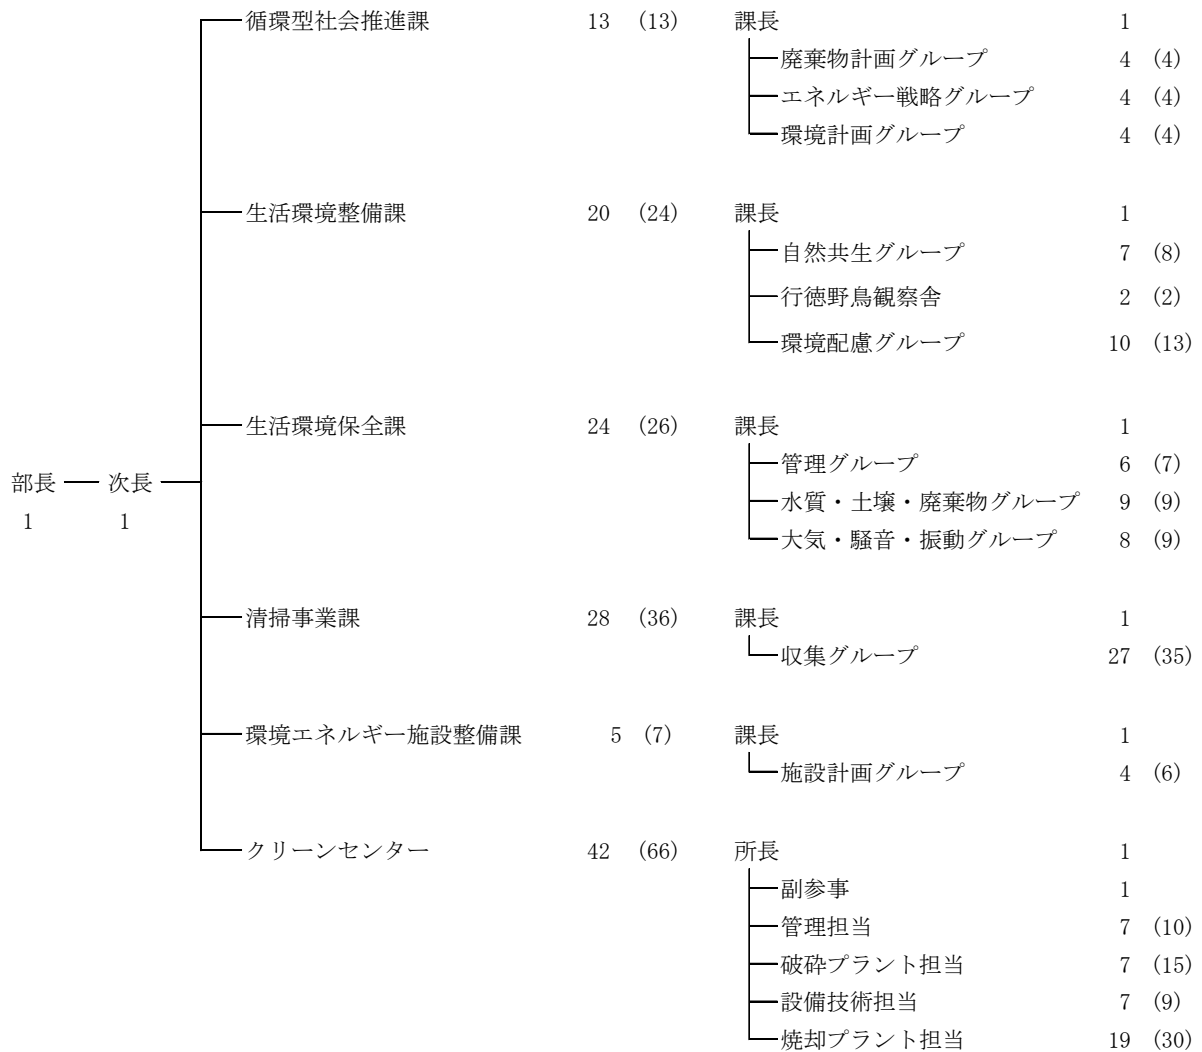 循環型社会推進課 13 (13) 課長 1
廃棄物計画グループ 4 (4)
エネルギー戦略グループ 4 (4)
環境計画グループ 4 (4)
生活環境整備課 20 (24) 課長 1
自然共生グループ 7 (8)
行徳野鳥観察舎 2 (2)
環境配慮グループ 10 (13)
生活環境保全課 24 (26) 課長 1
管理グループ 6 (7)
部長 次長
水質・土壌・廃棄物グループ 9 (9)
1 1
大気・騒音・振動グループ 8 (9)
清掃事業課 28 (36) 課長 1
収集グループ 27 (35)
環境エネルギー施設整備課 5 (7) 課長 1
施設計画グループ 4 (6)
クリーンセンター 42 (66) 所長 1
副参事 1
管理担当 7 (10)
破砕プラント担当 7 (15)
設備技術担当 7 (9)
焼却プラント担当 19 (30)